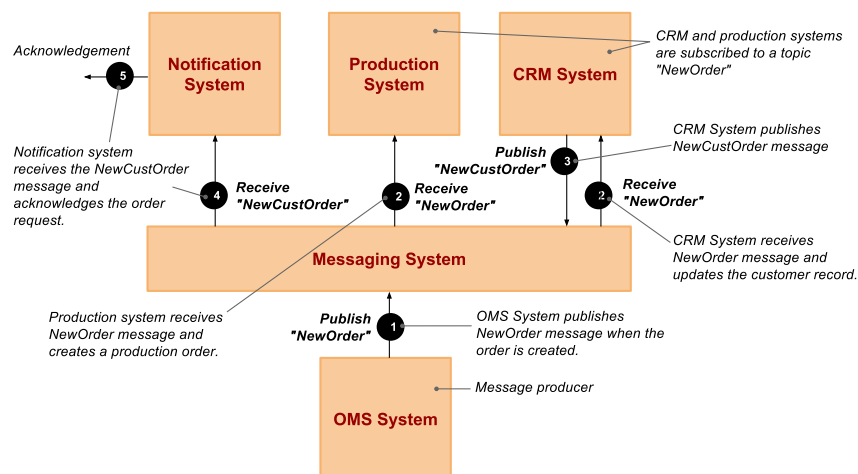 Acknowledgement
5
Notification
System
Production
System
CRM System
CRM and production systems
are subscribed to a topic
"NewOrder"
Notification system
receives the NewCustOrder
message and
acknowledges the order
request.
4
Receive
"NewCustOrder"
2
Receive
"NewOrder"
Publish
"NewCustOrder"
3
CRM System publishes
NewCustOrder message
2
Receive
"NewOrder"
CRM System receives
NewOrder message and
updates the customer record.
Messaging System
Production system receives
NewOrder message and
creates a production order.
Publish
"NewOrder"
1
OMS System publishes
NewOrder message when the
order is created.
OMS System
Message producer